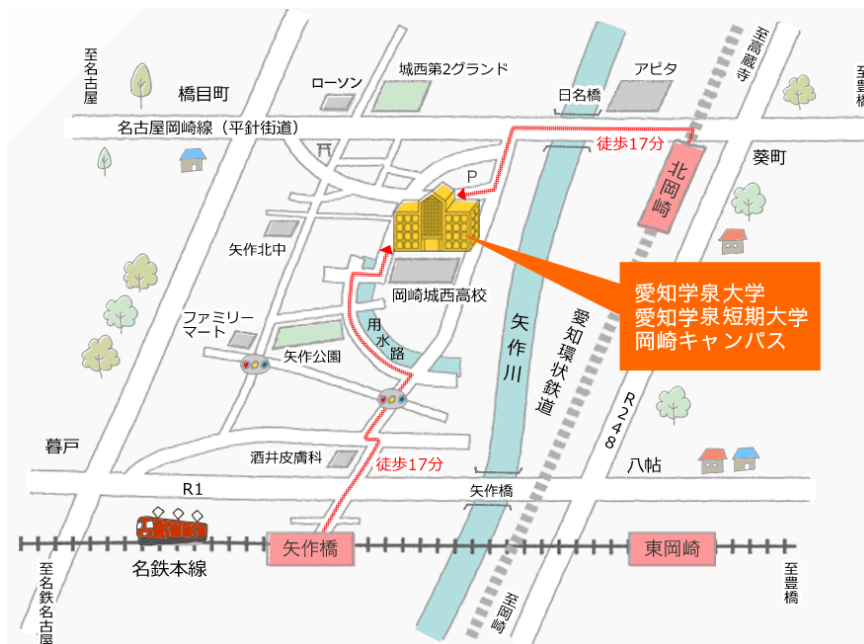 至名古屋
橋目町
ローソン
城西第2グランド
アピタ
至高蔵寺
至豊橋
日名橋
名古屋岡崎線（平針街道）
徒歩17分
葵町
P
北岡崎
矢作北中
岡崎城西高校
愛知学泉大学
愛知学泉短期大学
岡崎キャンパス
ファミリー
マート
矢作公園
用水路
矢作川
愛知環状鉄道
R248
暮戸
酒井皮膚科
徒歩17分
八帖
R1
矢作橋
名鉄本線
矢作橋
東岡崎
至名鉄名古屋
至岡崎
至豊橋